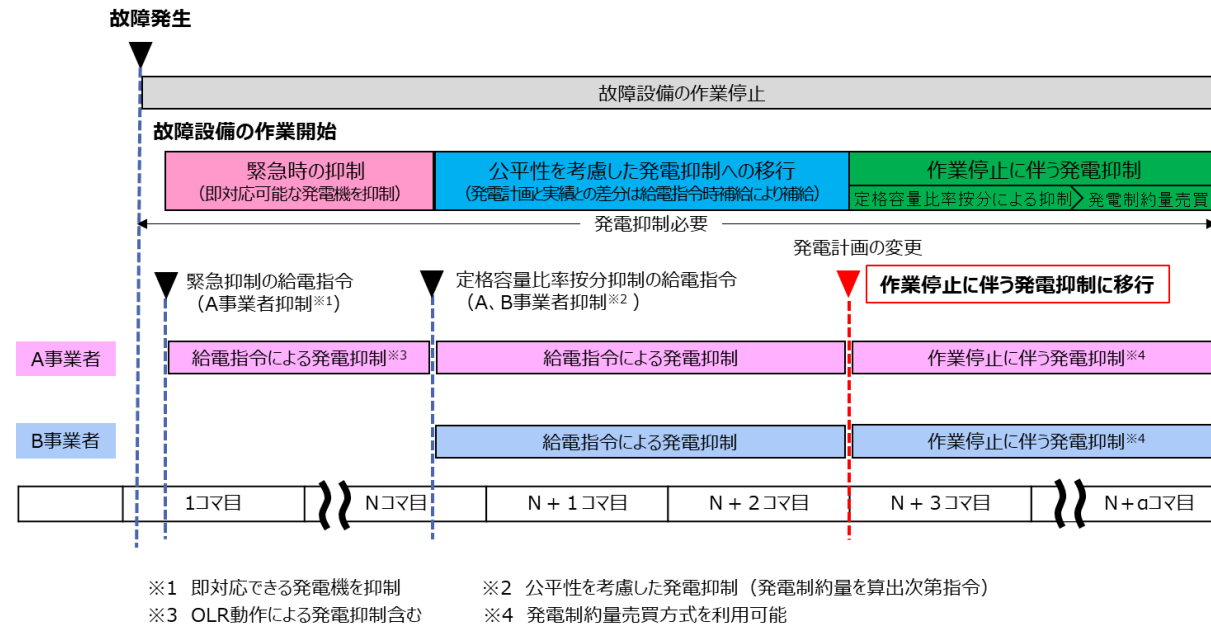 故障発生
故障設備の作業停止
故障設備の作業開始
緊急時の抑制
(即対応可能な発電機を抑制)
公平性を考慮した発電抑制への移行
(発電計画と実績との差分は給電指令時補給により補給)
作業停止に伴う発電抑制
定格容量比率按分による抑制
発電制約量売買
発電抑制必要
発電計画の変更
緊急抑制の給電指令
(A事業者抑制※1)
定格容量比率按分抑制の給電指令
(A、B事業者抑制※2 )
作業停止に伴う発電抑制に移行
A事業者
給電指令による発電抑制※3
給電指令による発電抑制
作業停止に伴う発電抑制※4
B事業者
給電指令による発電抑制
作業停止に伴う発電抑制※4
1コマ目
Nコマ目
N + 1コマ目
N + 2コマ目
N + 3コマ目
N+αコマ目
※1 即対応できる発電機を抑制
※2 公平性を考慮した発電抑制(発電制約量を算出次第指令)
※3 OLR動作による発電抑制含む
※4 発電制約量売買方式を利用可能